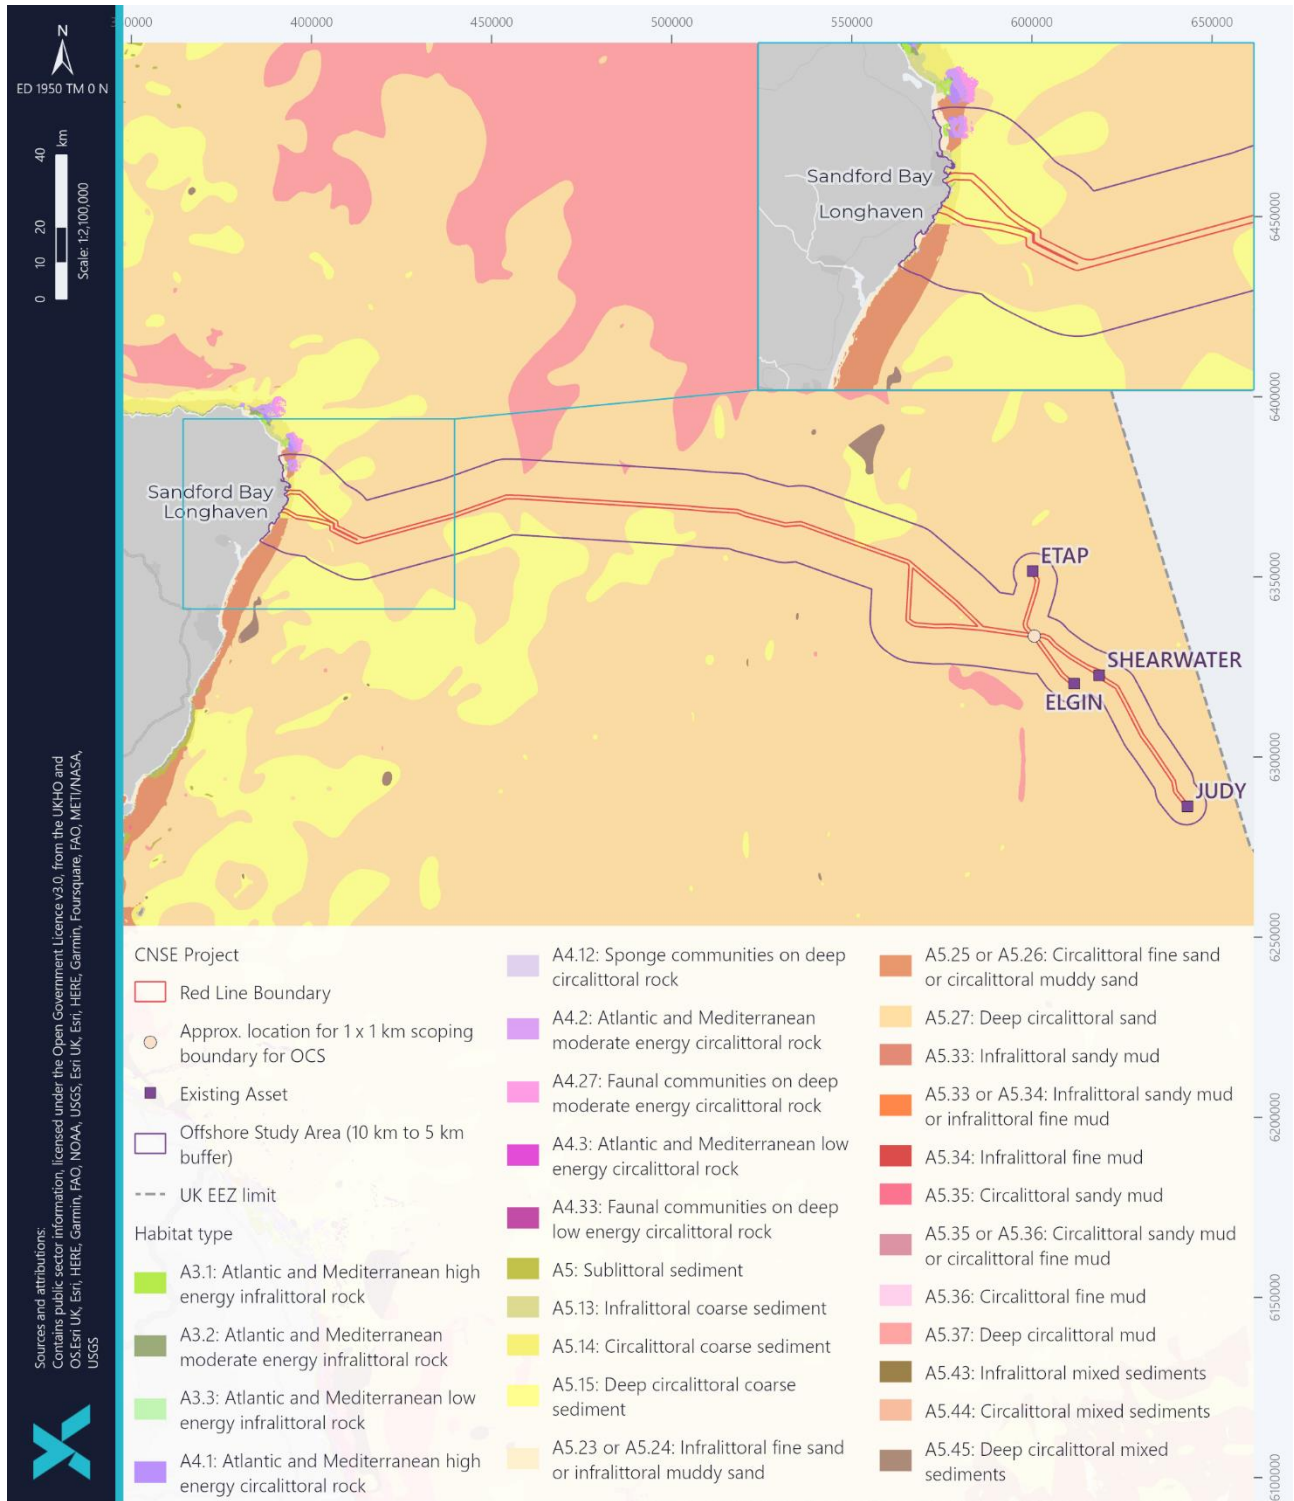 350000 400000 450000 500000 550000 600000 650000
N
ED 1950 TM 0 N
km
0 10 20 40
Scale: 1:2,100,000
Sandford Bay
Longhaven
Sandford Bay
Longhaven
ETAP
SHEARWATER
ELGIN
JUDY
6450000
6400000
6350000
6300000
6250000
6200000
6150000
6100000
CNSE Project
Red Line Boundary
Approx. location for 1 x 1 km scoping
boundary for OCS
Existing Asset
Offshore Study Area (10 km to 5 km
buffer)
UK EEZ limit
Habitat type
A3.1: Atlantic and Mediterranean high
energy infralittoral rock
A3.2: Atlantic and Mediterranean
moderate energy infralittoral rock
A3.3: Atlantic and Mediterranean low
energy infralittoral rock
A4.1: Atlantic and Mediterranean high
energy circalittoral rock
A4.12: Sponge communities on deep
circalittoral rock
A4.2: Atlantic and Mediterranean
moderate energy circalittoral rock
A4.27: Faunal communities on deep
moderate energy circalittoral rock
A4.3: Atlantic and Mediterranean low
energy circalittoral rock
A4.33: Faunal communities on deep
low energy circalittoral rock
A5: Sublittoral sediment
A5.13: Infralittoral coarse sediment
A5.14: Circalittoral coarse sediment
A5.15: Deep circalittoral coarse
sediment
A5.23 or A5.24: Infralittoral fine sand
or infralittoral muddy sand
A5.25 or A5.26: Circalittoral fine sand
or circalittoral muddy sand
A5.27: Deep circalittoral sand
A5.33: Infralittoral sandy mud
A5.33 or A5.34: Infralittoral sandy mud
or infralittoral fine mud
A5.34: Infralittoral fine mud
A5.35: Circalittoral sandy mud
A5.35 or A5.36: Circalittoral sandy mud
or circalittoral fine mud
A5.36: Circalittoral fine mud
A5.37: Deep circalittoral mud
A5.43: Infralittoral mixed sediments
A5.44: Circalittoral mixed sediments
A5.45: Deep circalittoral mixed
sediments
Sources and attributions:
Contains public sector information, licensed under the Open Government Licence v3.0, from the UKHO and
OS.Esri UK, Esri, HERE, Garmin, FAO, NOAA, USGS, Esri UK, Esri, HERE, Garmin, Foursquare, FAO, METI/NASA,
USGS